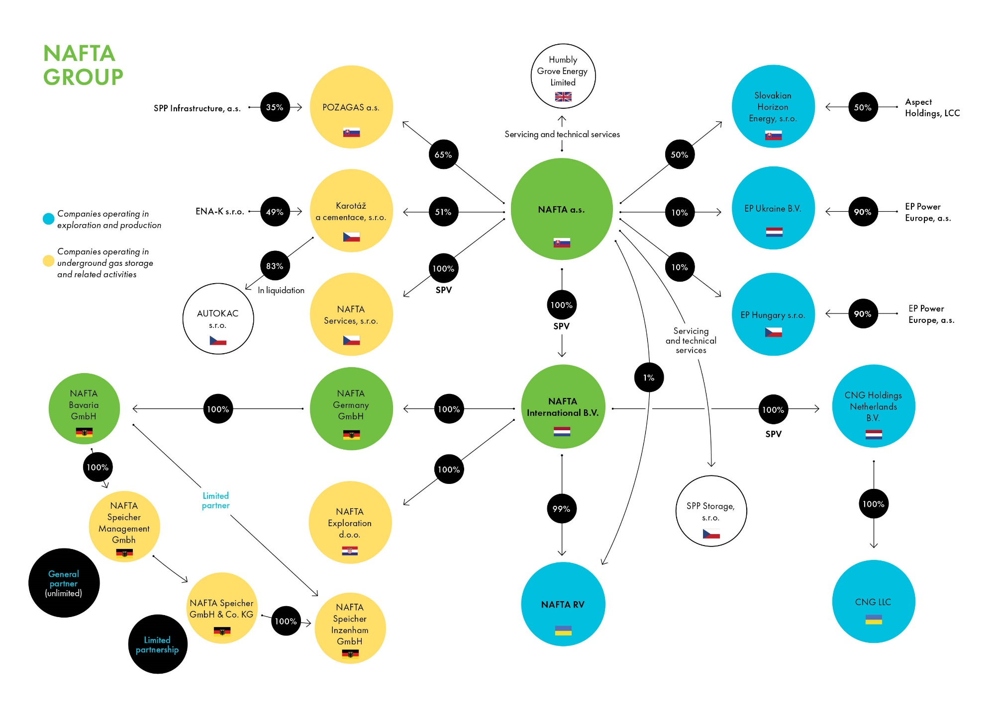 NAFTA
GROUP
Humbly
Grove Energy
Limited
Servicing and technical services
SPP Infrastructure, a.s.
35%
POZAGAS a.s.
65%
50%
Slovakian
Horizon
Energy, s.r.o.
50%
Aspect
Holdings, LCC
Companies operating in
exploration and production
Companies operating in
underground gas storage
and related activities
ENA-K s.r.o.
49%
Karotáž
a cementace, s.r.o.
51%
NAFTA a.s.
10%
EP Ukraine B.V.
90%
EP Power
Europe, a.s.
83%
In liquidation
AUTOKAC
s.r.o.
NAFTA
Services, s.r.o.
100%
SPV
100%
SPV
10%
EP Hungary s.r.o.
90%
EP Power
Europe, a.s.
Servicing
and technical
services
1%
NAFTA
Bavaria
GmbH
100%
NAFTA
Germany
GmbH
100%
NAFTA
International B.V.
100%
SPV
CNG Holdings
Netherlands
B.V.
100%
NAFTA
Speicher
Management
Gmbh
Limited
partner
NAFTA
Exploration
d.o.o.
100%
99%
SPP Storage,
s.r.o.
100%
General
partner
(unlimited)
NAFTA Speicher
GmbH & Co. KG
100%
NAFTA
Speicher
Inzenham
GmbH
Limited
partnership
NAFTA RV
CNG LLC